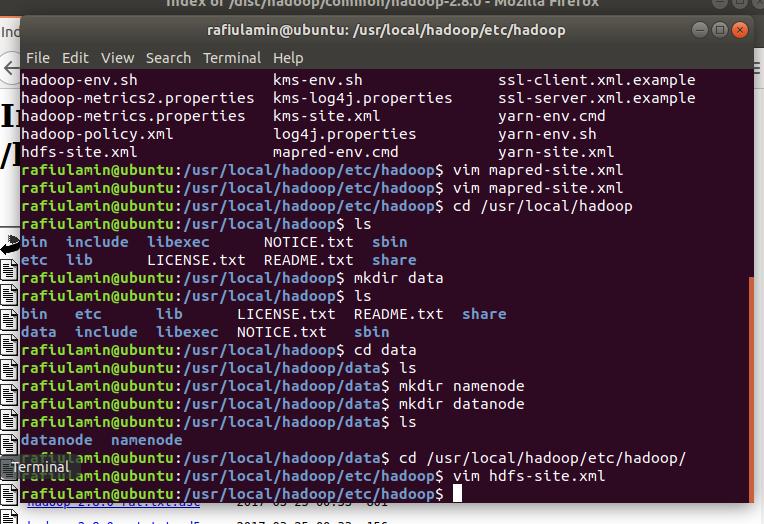 Index of /dist/hadoop/common/hadoop-2.8.0 - Mozilla Firefox
rafiulamin@ubuntu: /usr/local/hadoop/etc/hadoop
File Edit View Search Terminal Help
hadoop-env.sh kms-env.sh ssl-client.xml.example
hadoop-metrics2.properties kms-log4j.properties ssl-server.xml.example
hadoop-metrics.properties kms-site.xml yarn-env.cmd
hadoop-policy.xml log4j.properties yarn-env.sh
hdfs-site.xml mapred-env.cmd yarn-site.xml
rafiulamin@ubuntu:/usr/local/hadoop/etc/hadoop$ vim mapred-site.xml
rafiulamin@ubuntu:/usr/local/hadoop/etc/hadoop$ vim mapred-site.xml
rafiulamin@ubuntu:/usr/local/hadoop/etc/hadoop$ cd /usr/local/hadoop
rafiulamin@ubuntu:/usr/local/hadoop$ ls
bin include libexec NOTICE.txt sbin
etc lib LICENSE.txt README.txt share
rafiulamin@ubuntu:/usr/local/hadoop$ mkdir data
rafiulamin@ubuntu:/usr/local/hadoop$ ls
bin etc lib LICENSE.txt README.txt share
data include libexec NOTICE.txt sbin
rafiulamin@ubuntu:/usr/local/hadoop$ cd data
rafiulamin@ubuntu:/usr/local/hadoop/data$ ls
rafiulamin@ubuntu:/usr/local/hadoop/data$ mkdir namenode
rafiulamin@ubuntu:/usr/local/hadoop/data$ mkdir datanode
rafiulamin@ubuntu:/usr/local/hadoop/data$ ls
datanode namenode
rafiulamin@ubuntu:/usr/local/hadoop/data$ cd /usr/local/hadoop/etc/hadoop/
Terminal
rafiulamin@ubuntu:/usr/local/hadoop/etc/hadoop$ vim hdfs-site.xml
rafiulamin@ubuntu:/usr/local/hadoop/etc/hadoop$